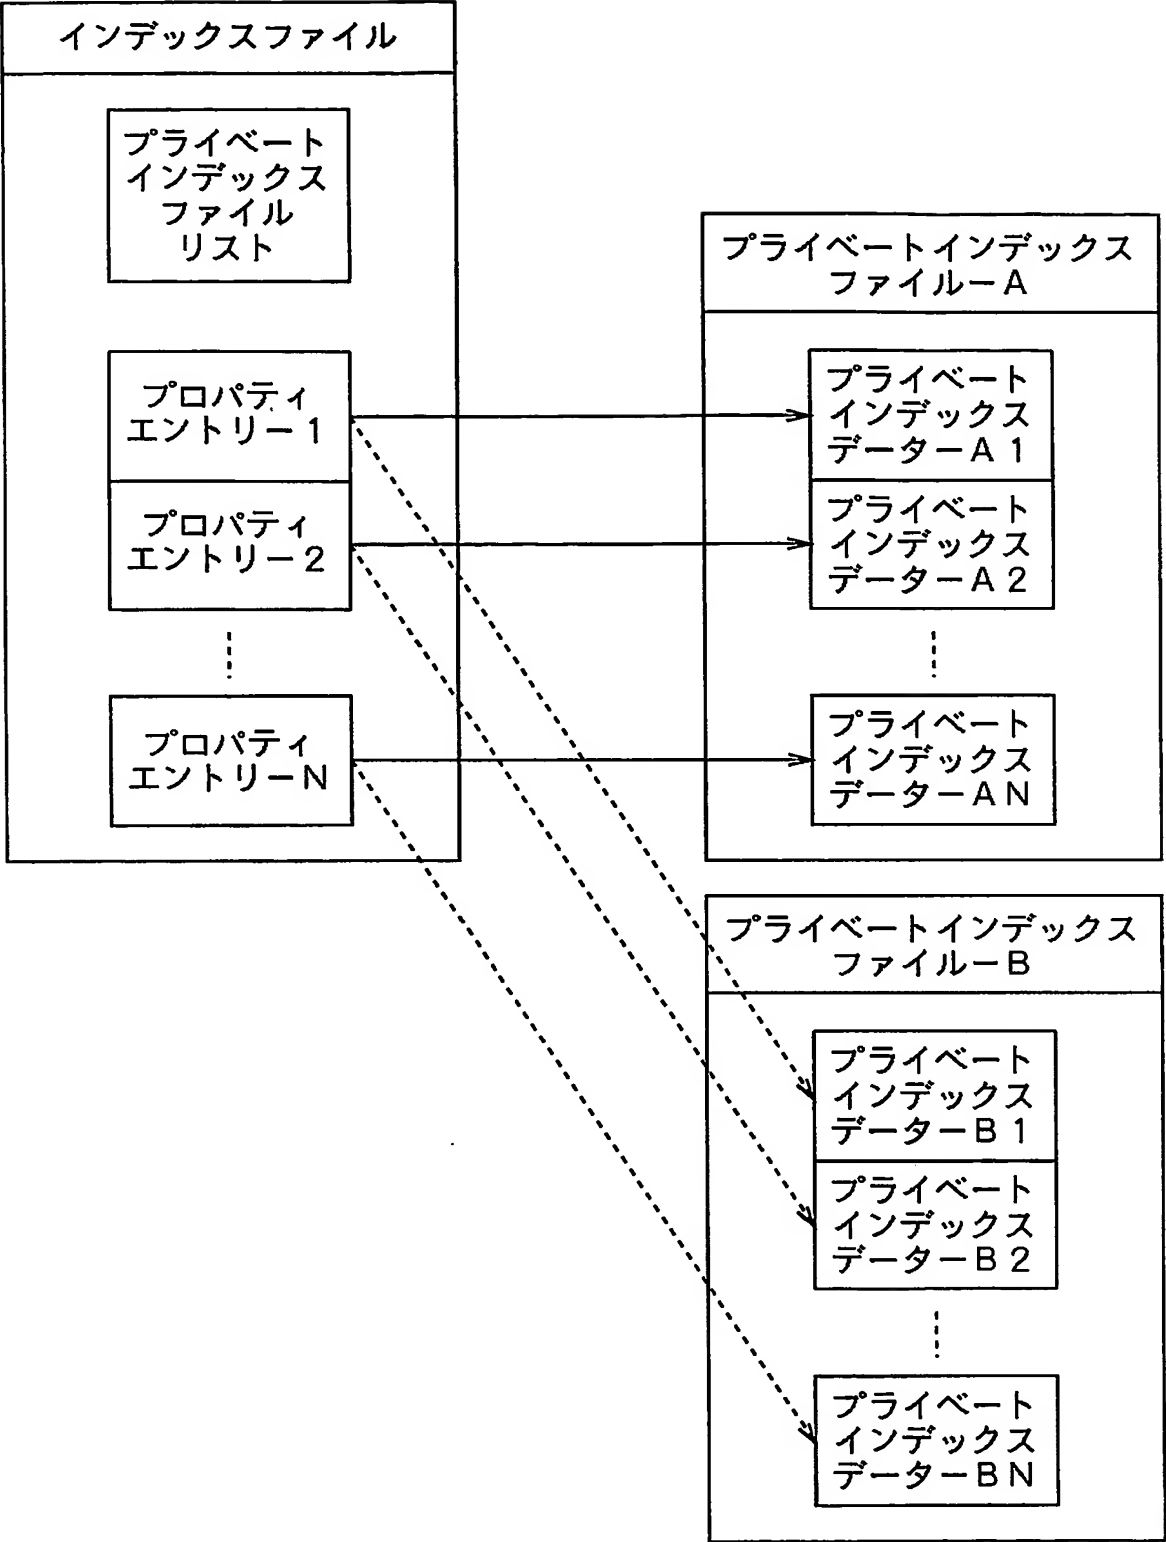 インデックスファイル
プライベート
インデックス
ファイル
リスト
プロパティ
エントリー1
プロパティ
エントリー2
プロパティ
エントリーN
プライベートインデックス
ファイルーA
プライベート
インデックス
データーA1
プライベート
インデックス
データーA2
プライベート
インデックス
データーAN
プライベートインデックス
ファイルーB
プライベート
インデックス
データーB1
プライベート
インデックス
データーB2
プライベート
インデックス
データーBN